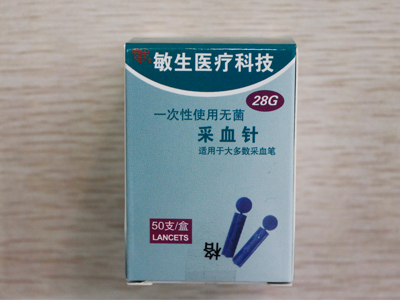 敏生医疗科技
28G
一次性使用无菌
采血针
适用于大多数采血笔
50支/盒
LANCETS
格